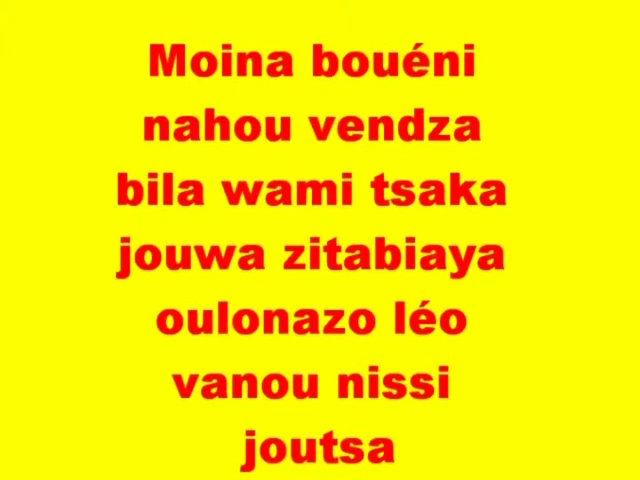 Moina bouéni
nahou vendza
bila wami tsaka
jouwa zitabiaya
oulonazo léo
vanou nissi
joutsa